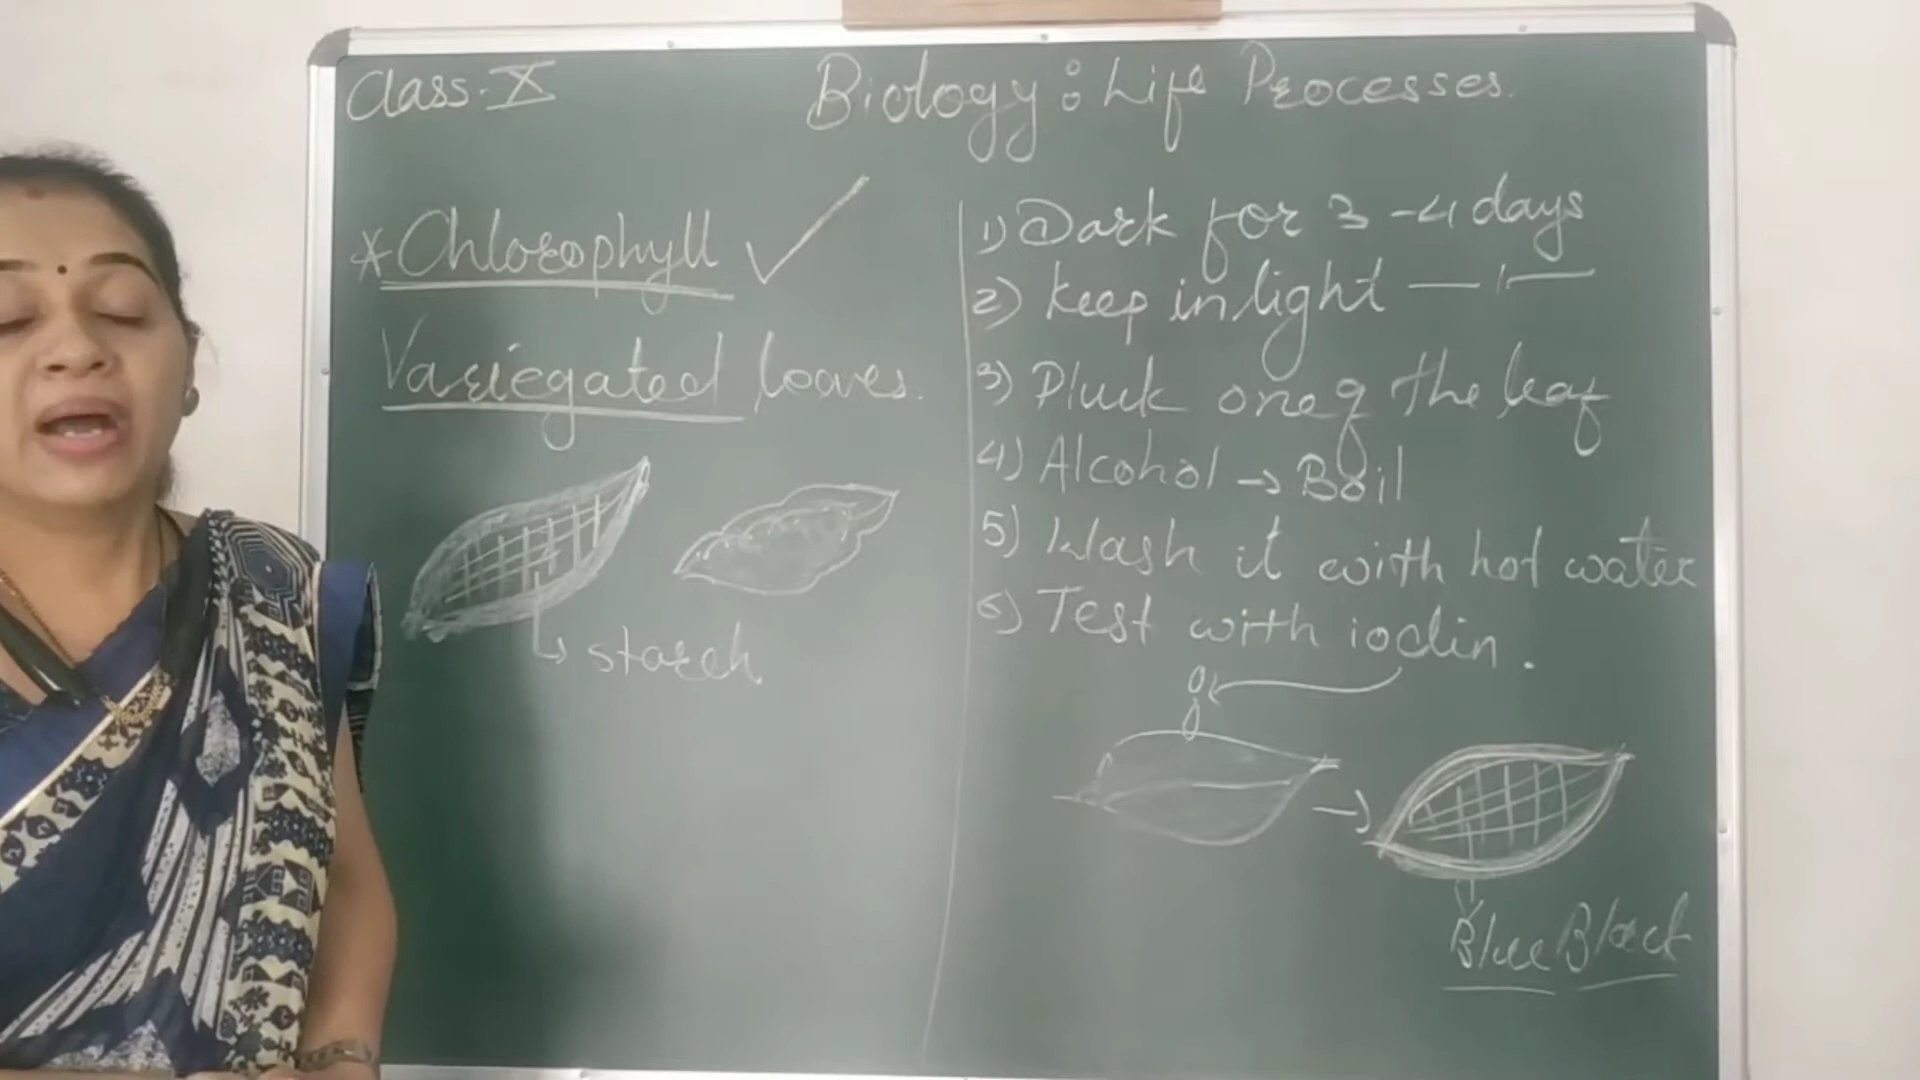 Class-X
Biology: Life Processes.
* Chlorophyll ✓
Variegated leaves.
starch
1) Dark for 3-4 days
2) Keep in light — 〃 —
3) Pluck one of the leaf
4) Alcohol → Boil
5) Wash it with hot water
6) Test with iodin.
Blue Black